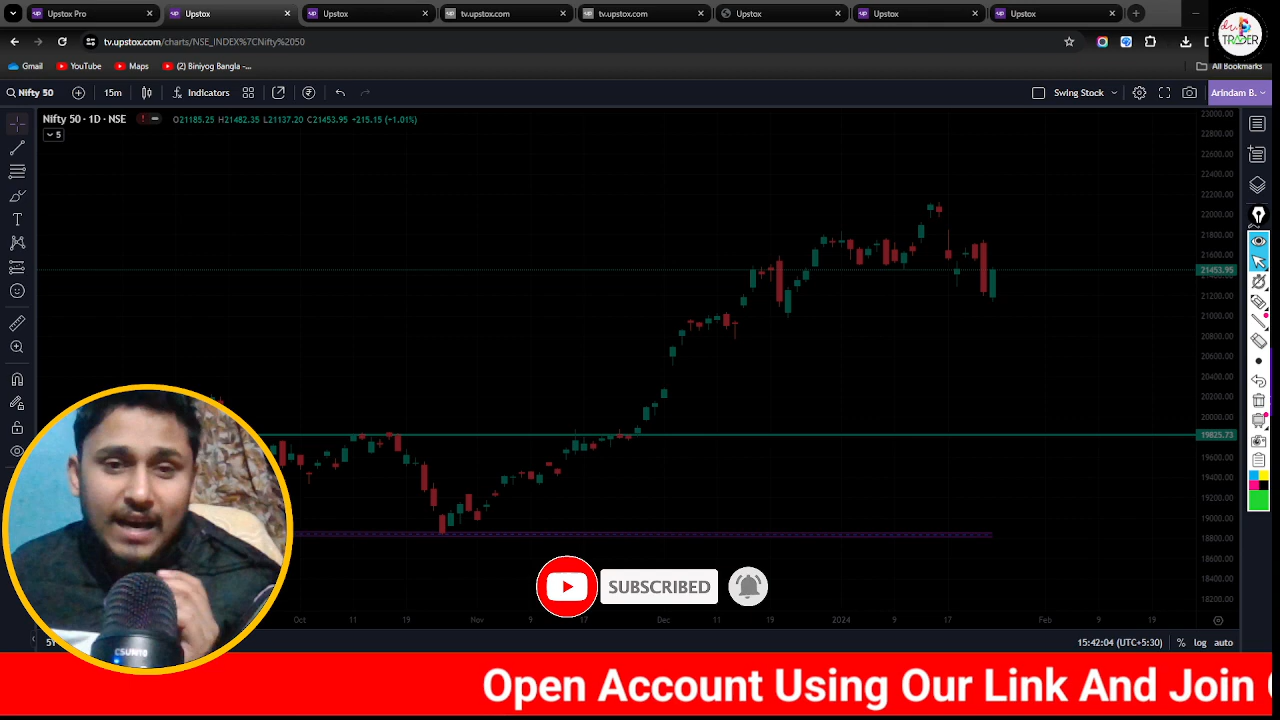 Upstox Pro
Upstox
Upstox
tv.upstox.com
tv.upstox.com
Upstox
Upstox
Upstox
tv.upstox.com/charts/NSE_INDEX%7CNifty%2050
TRADER
Gmail
YouTube
Maps
(2) Biniyog Bangla -...
All Bookmarks
Nifty 50
15m
Indicators
Swing Stock
Arindam B.
Nifty 50 · 1D · NSE
O21185.25 H21482.35 L21137.20 C21453.95 +215.15 (+1.01%)
5
23000.00
22800.00
22600.00
22400.00
22200.00
22000.00
21800.00
21600.00
21453.95
21200.00
21000.00
20800.00
20600.00
20400.00
20200.00
20000.00
19825.73
19600.00
19400.00
19200.00
19000.00
18800.00
18600.00
18400.00
18200.00
SUBSCRIBED
Oct
19
Nov
9
17
Dec
11
19
2024
9
17
Feb
9
19
15:42:04 (UTC+5:30)
%
log
auto
Open Account Using Our Link And Join